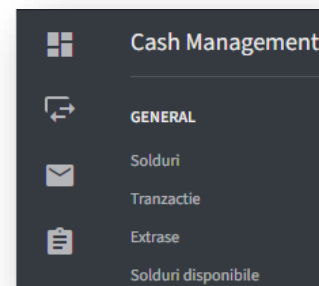 Cash Management
GENERAL
Solduri
Tranzactie
Extrase
Solduri disponibile